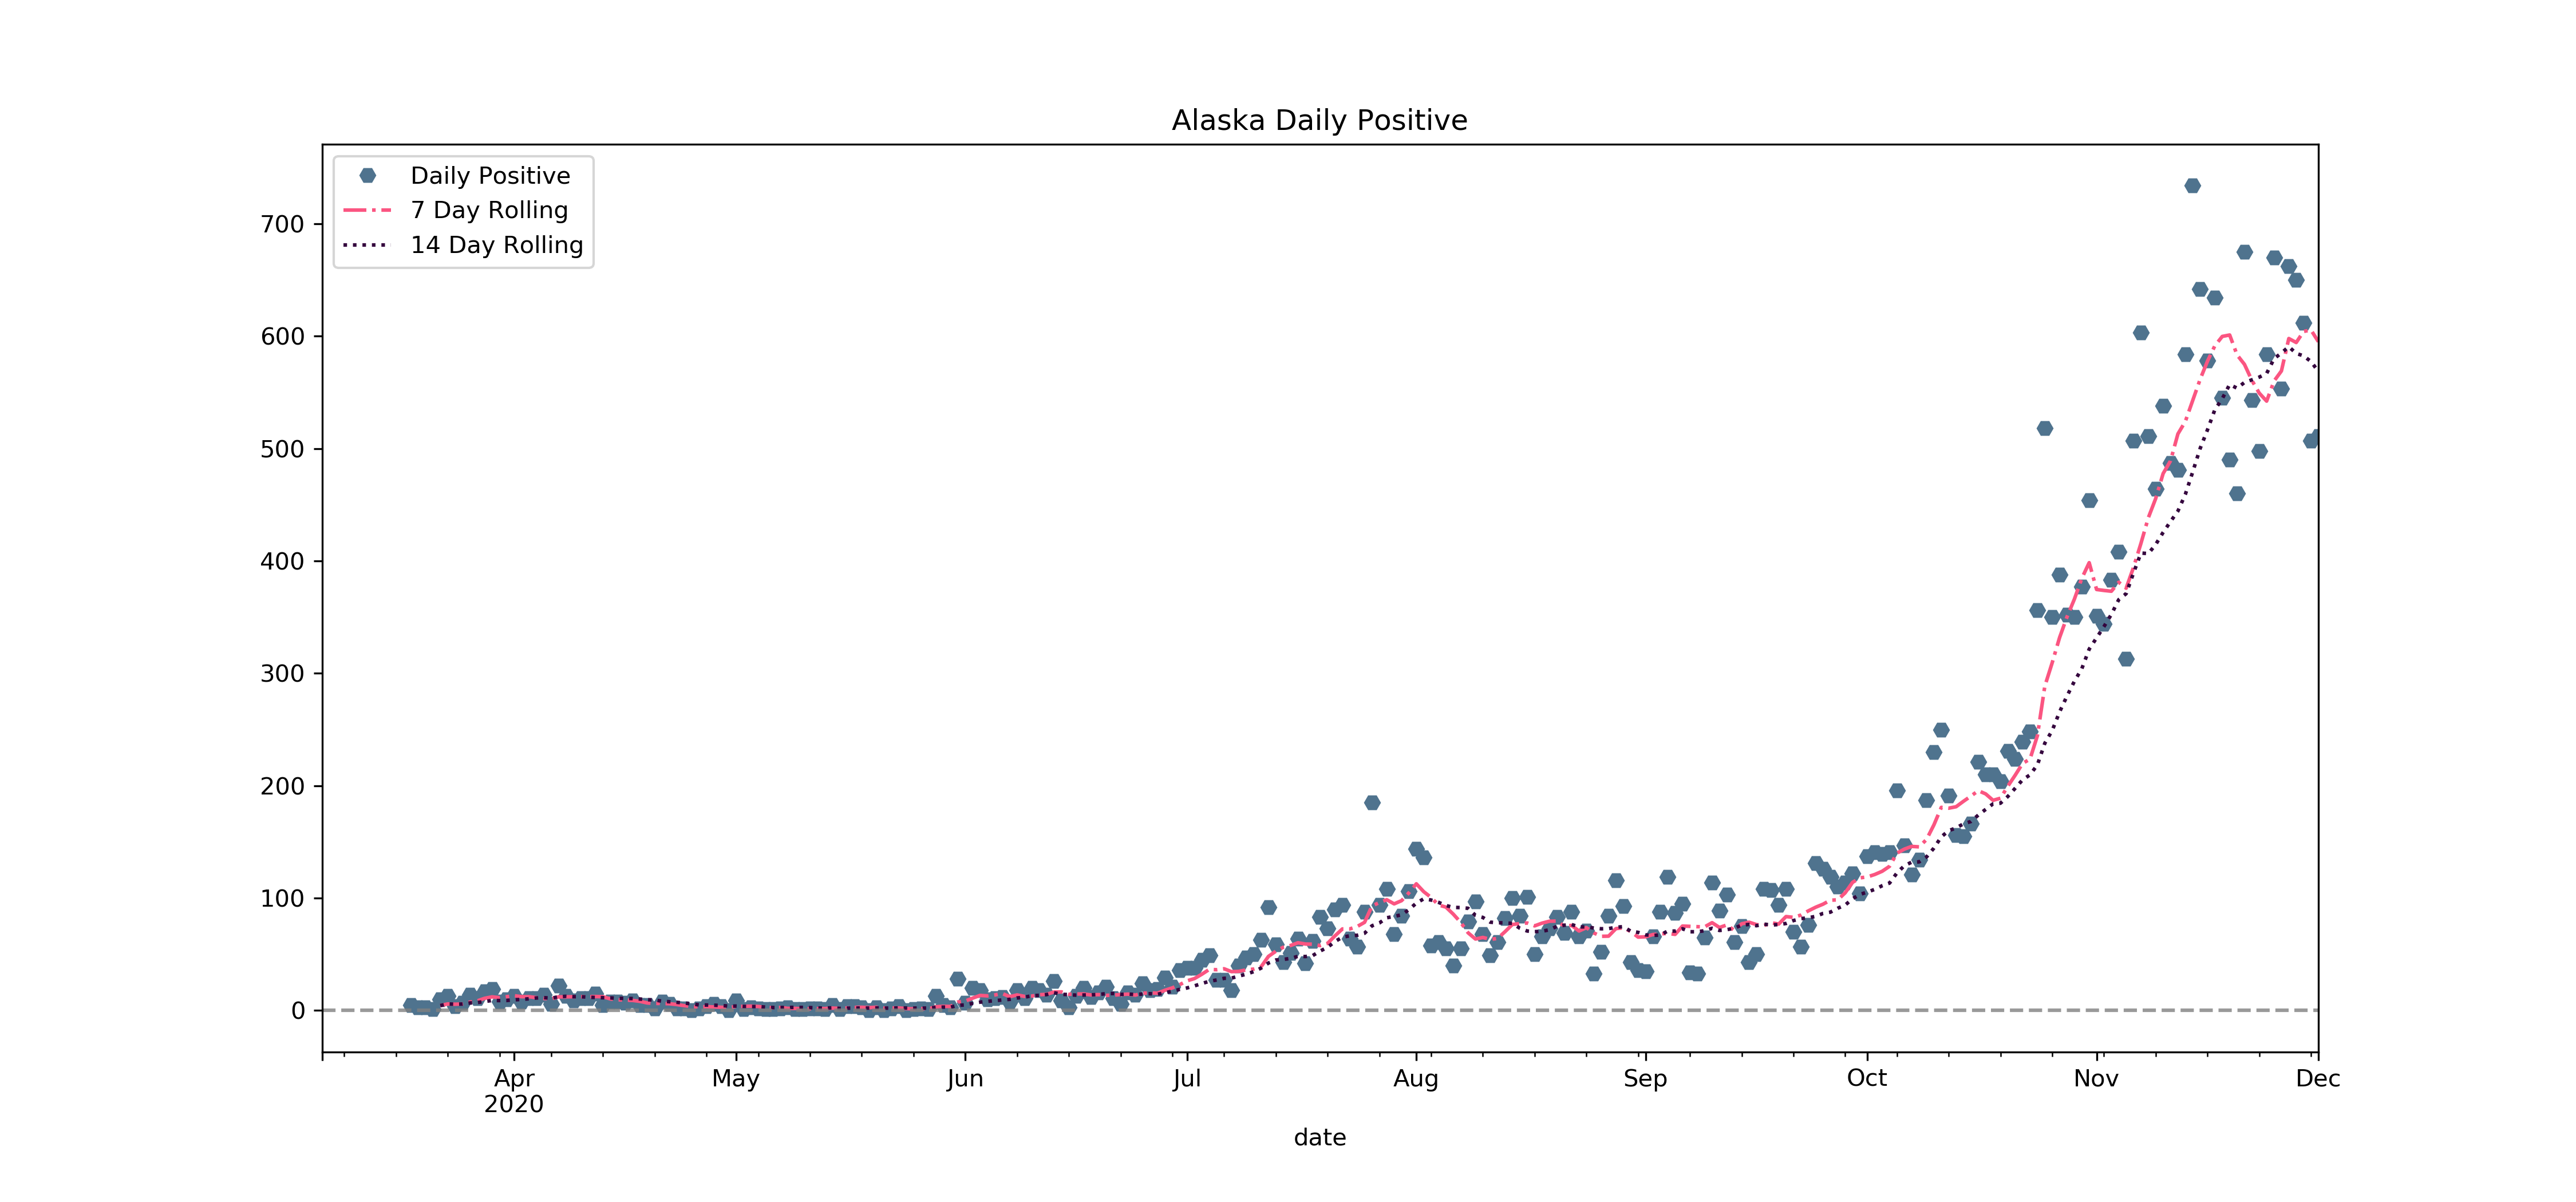 Alaska Daily Positive
Daily Positive
7 Day Rolling
14 Day Rolling
700
600
500
400
300
200
100
0
Apr May Jun Jul Aug Sep Oct Nov Dec
2020
date